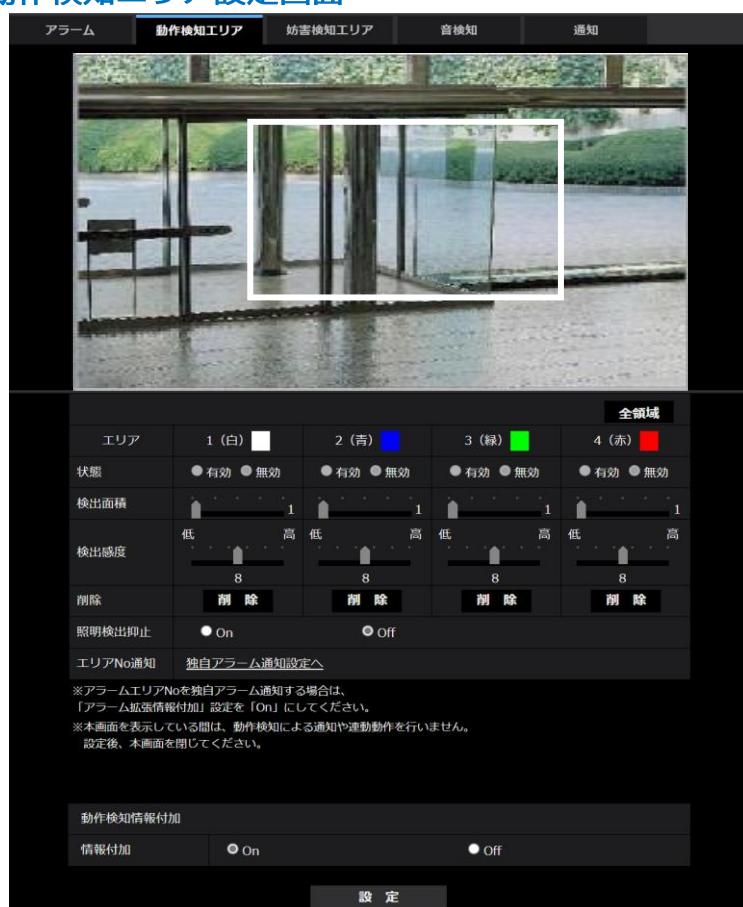 動作検知エリア設定画面
アラーム 動作検知エリア 妨害検知エリア 音検知 通知
全領域
エリア 1（白） 2（青） 3（緑） 4（赤）
状態 有効 無効 有効 無効 有効 無効 有効 無効
検出面積 1 1 1 1
低 高 低 高 低 高 低 高
検出感度
8 8 8 8
削除 削 除 削 除 削 除 削 除
照明検出抑止 On Off
エリアNo通知 独自アラーム通知設定へ
※アラームエリアNoを独自アラーム通知する場合は、
「アラーム拡張情報付加」設定を「On」にしてください。
※本画面を表示している間は、動作検知による通知や連動動作を行いません。
設定後、本画面を閉じてください。
動作検知情報付加
情報付加 On Off
設 定